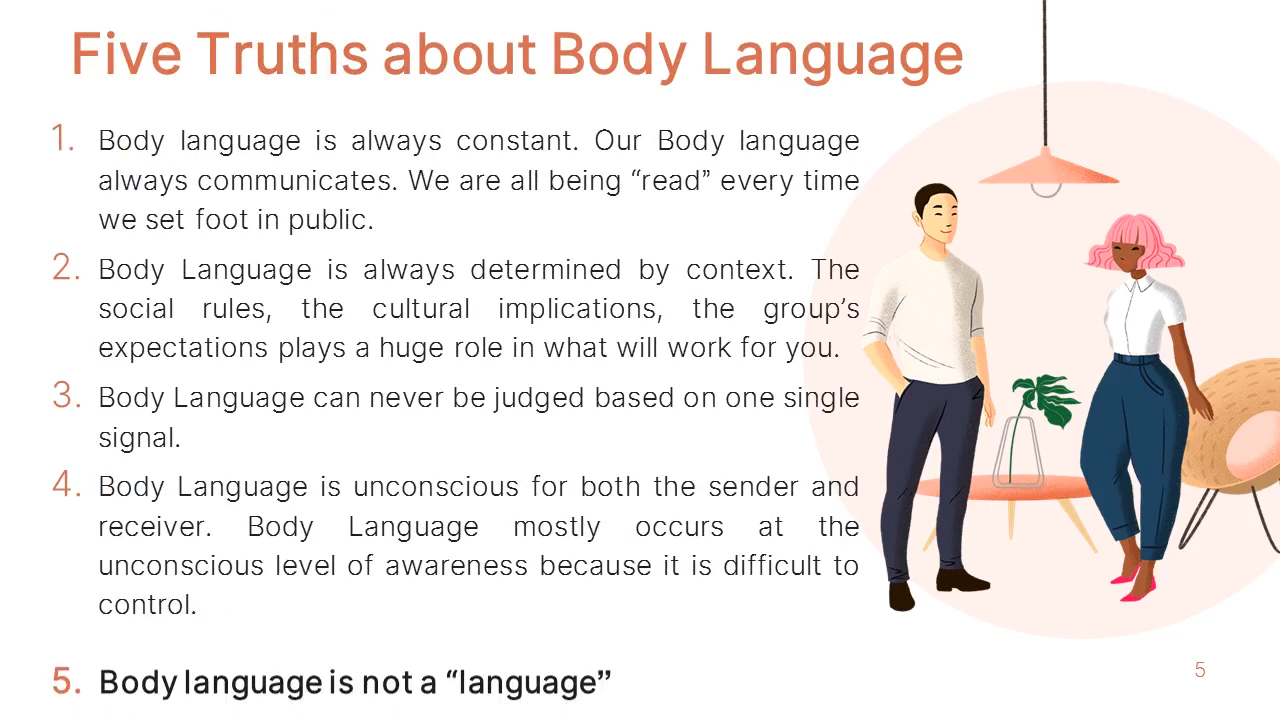 Five Truths about Body Language
1. Body language is always constant. Our Body language
always communicates. We are all being “read” every time
we set foot in public.
2. Body Language is always determined by context. The
social rules, the cultural implications, the group’s
expectations plays a huge role in what will work for you.
3. Body Language can never be judged based on one single
signal.
4. Body Language is unconscious for both the sender and
receiver. Body Language mostly occurs at the
unconscious level of awareness because it is difficult to
control.
5. Body language is not a “language”
5